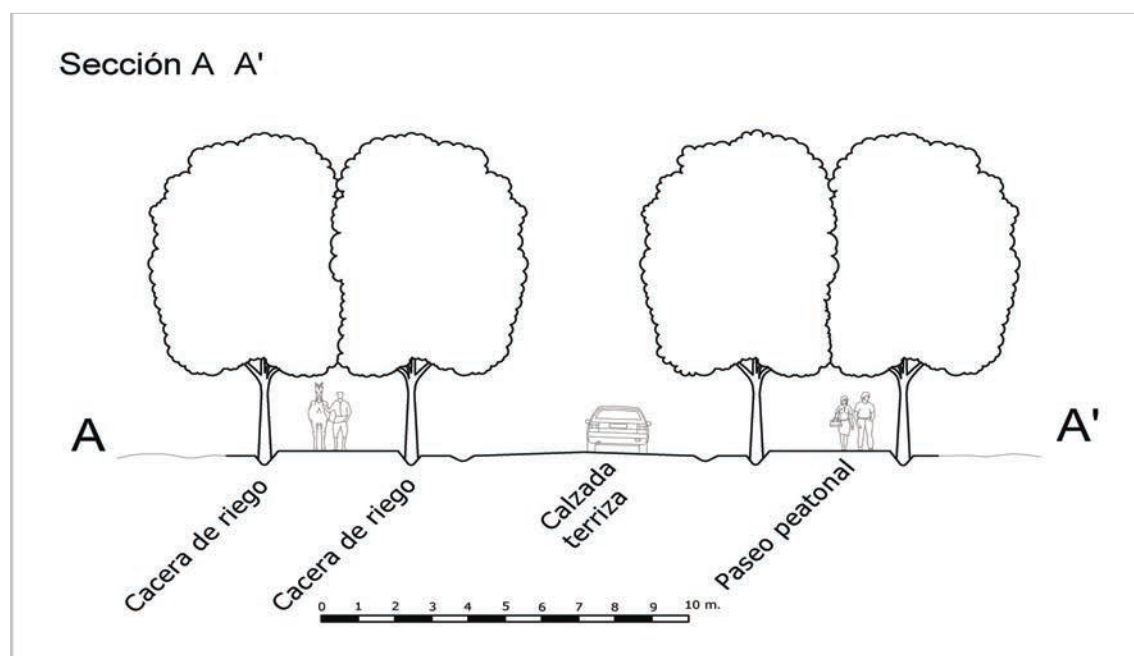 Sección A A'
A
A'
Cacera de riego
Cacera de riego
Calzada
terriza
Paseo peatonal
0 1 2 3 4 5 6 7 8 9 10 m.